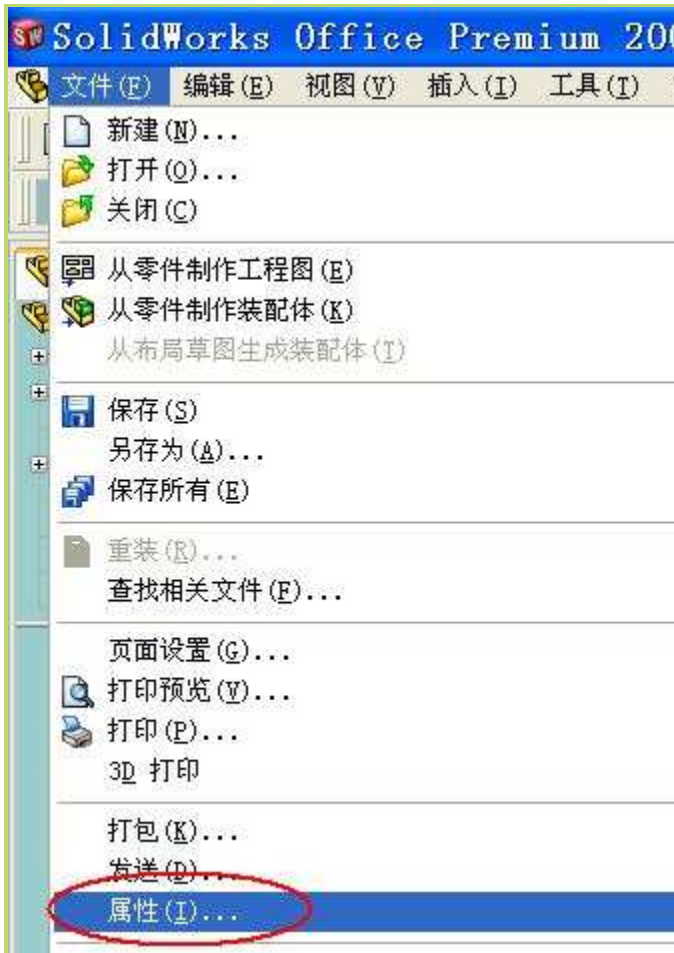 SolidWorks Office Premium 200
文件(F) 编辑(E) 视图(V) 插入(I) 工具(T)
新建(N)...
打开(O)...
关闭(C)
从零件制作工程图(E)
从零件制作装配体(K)
从布局草图生成装配体(T)
保存(S)
另存为(A)...
保存所有(E)
重装(R)...
查找相关文件(F)...
页面设置(G)...
打印预览(V)...
打印(P)...
3D 打印
打包(K)...
发送(D)...
属性(I)...